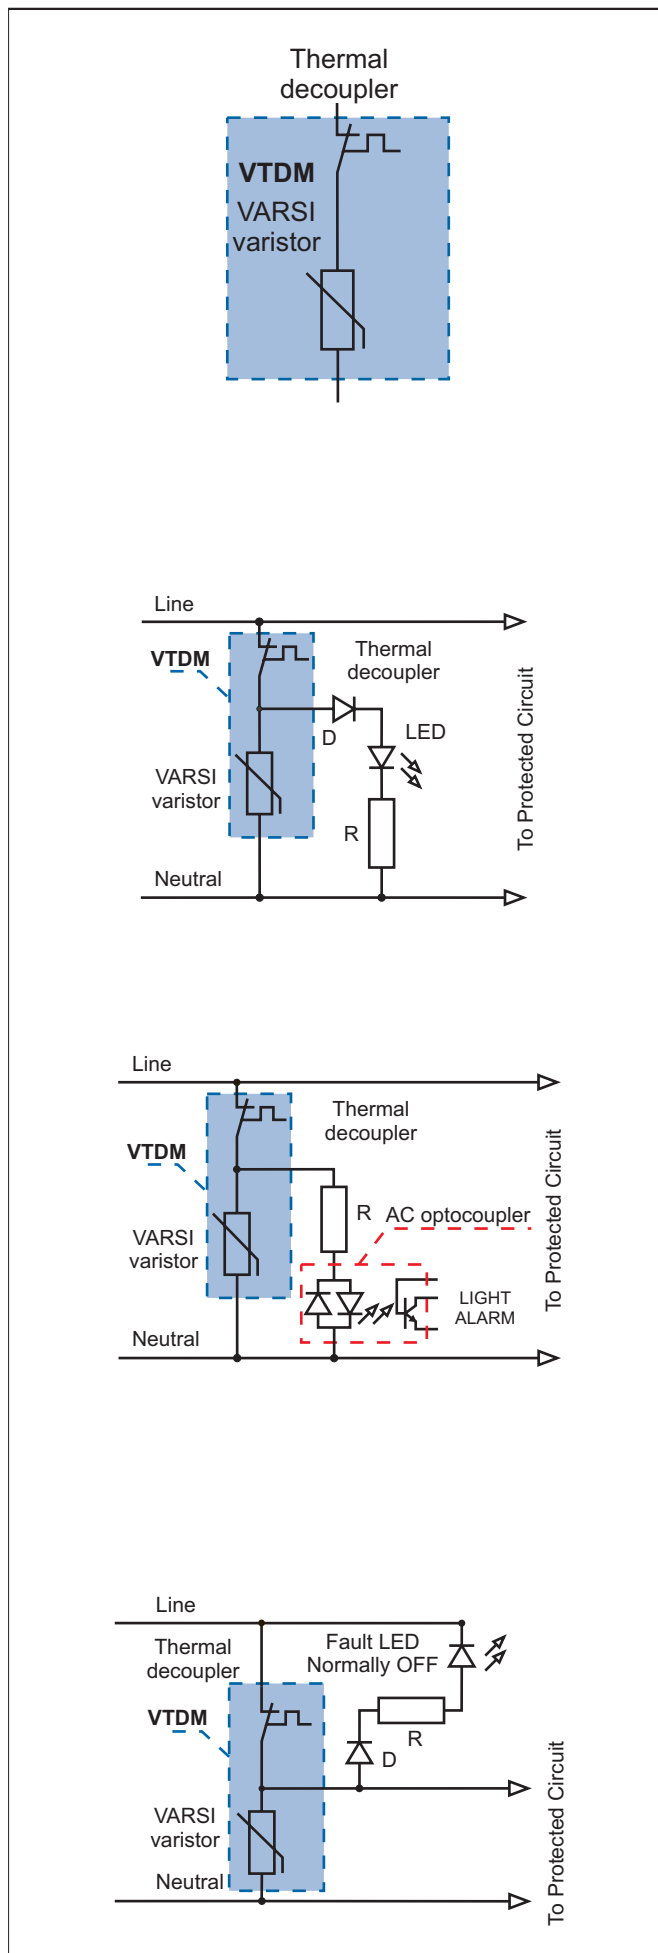 Thermal
decoupler
VTDM
VARSI
varistor
Line
Thermal
decoupler
VTDM
D
LED
VARSI
varistor
R
Neutral
To Protected Circuit
Line
Thermal
decoupler
VTDM
R
AC optocoupler
VARSI
varistor
LIGHT
ALARM
Neutral
To Protected Circuit
Line
Thermal
decoupler
Fault LED
Normally OFF
VTDM
R
D
VARSI
varistor
Neutral
To Protected Circuit